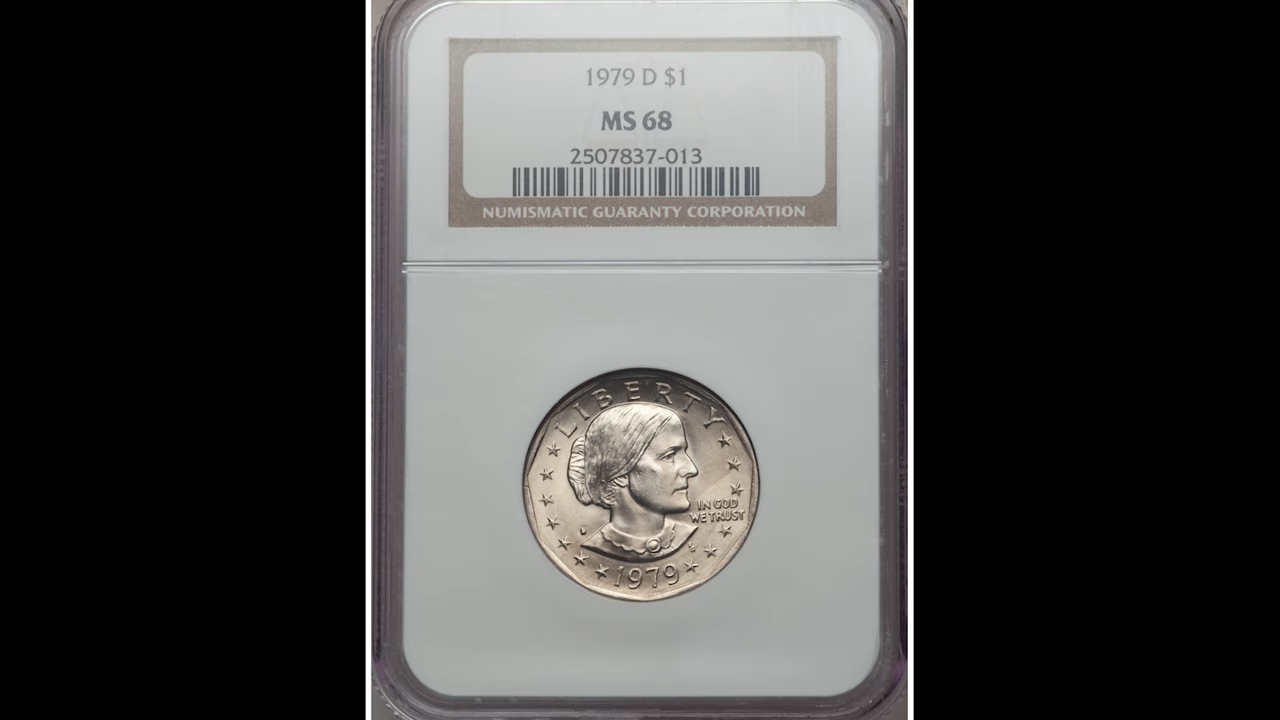 1979 D $1
MS 68
2507837-013
NUMISMATIC GUARANTY CORPORATION
LIBERTY
IN GOD
WE TRUST
D
1979